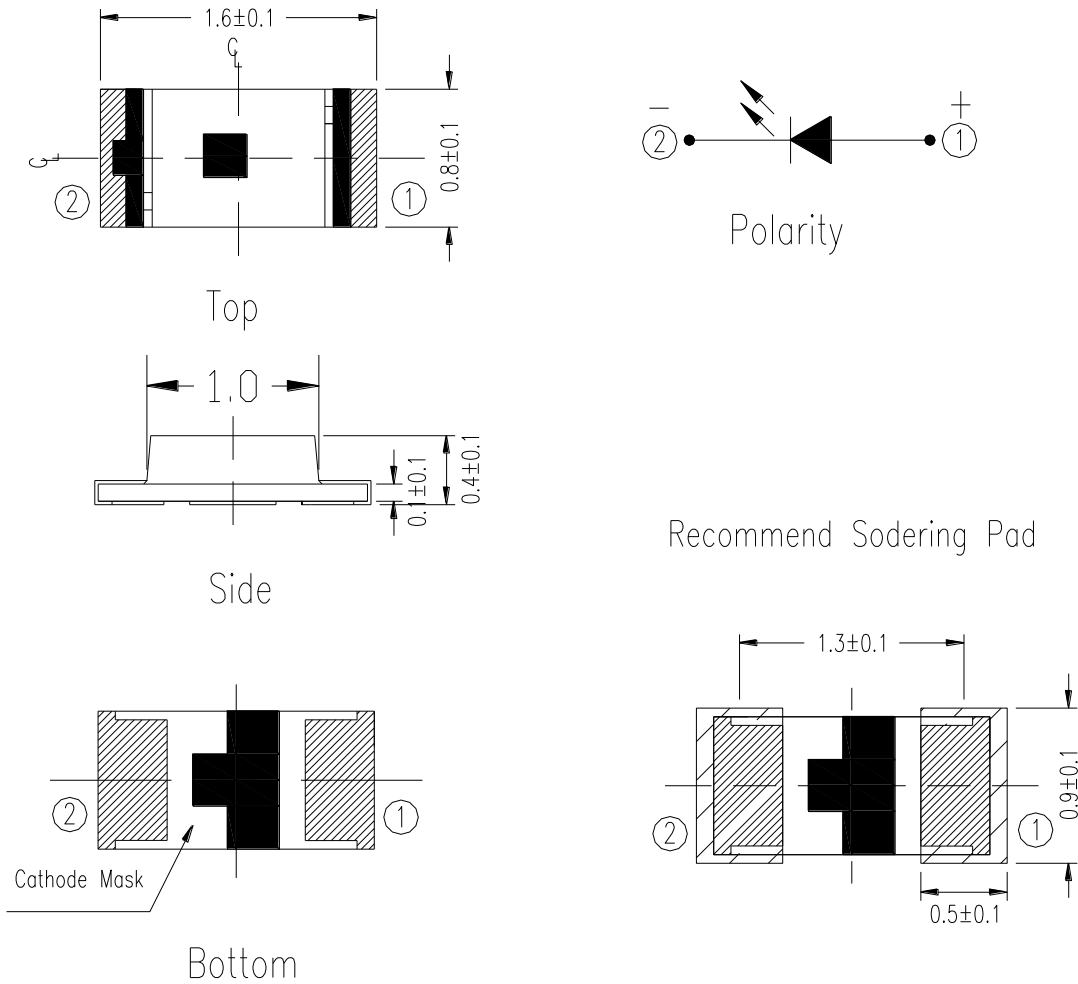 1.6±0.1
℄
℄
0.8±0.1
② ①
Top
− +
② ①
Polarity
1.0
0.1±0.1
0.4±0.1
Side
Recommend Sodering Pad
② ①
Cathode Mask
Bottom
1.3±0.1
② ①
0.9±0.1
0.5±0.1